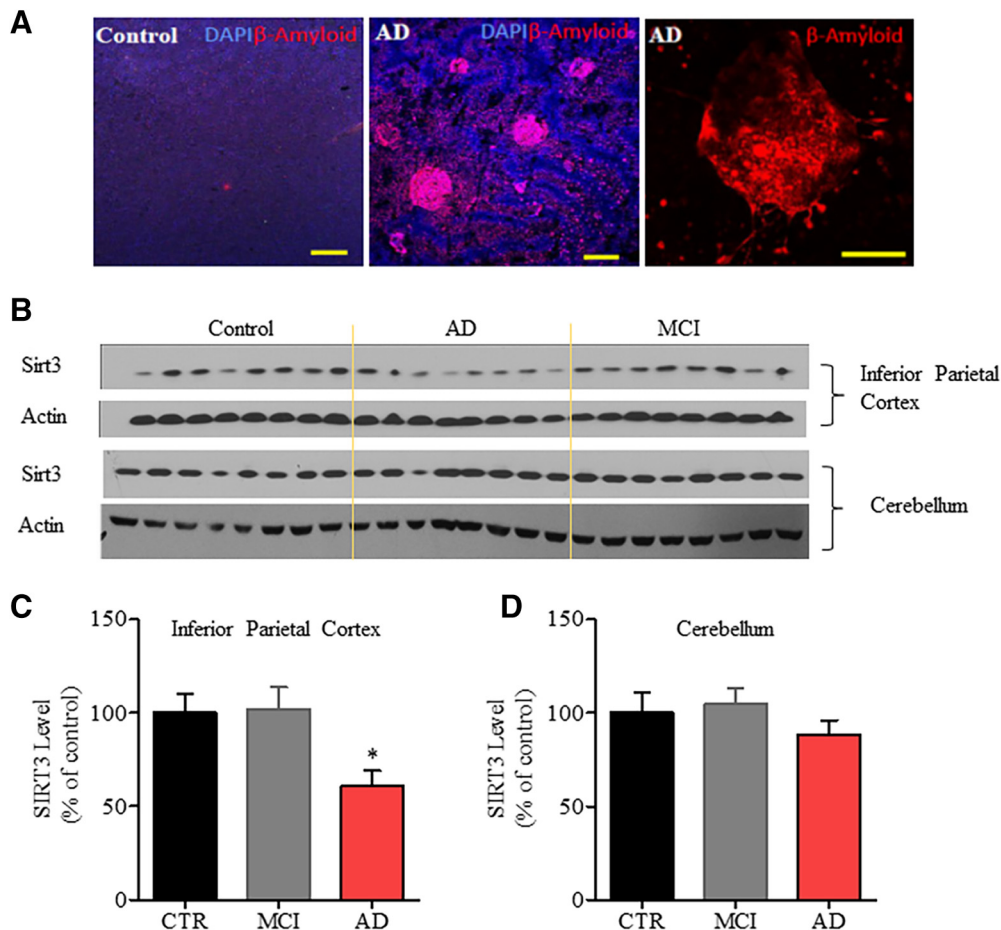 A
Control DAPIβ-Amyloid
AD DAPIβ-Amyloid
AD β-Amyloid
B
Control AD MCI
Sirt3
Actin
Inferior Parietal
Cortex
Sirt3
Actin
Cerebellum
C
Inferior Parietal Cortex
SIRT3 Level
(% of control)
150
100
50
0
*
CTR MCI AD
D
Cerebellum
SIRT3 Level
(% of control)
150
100
50
0
CTR MCI AD